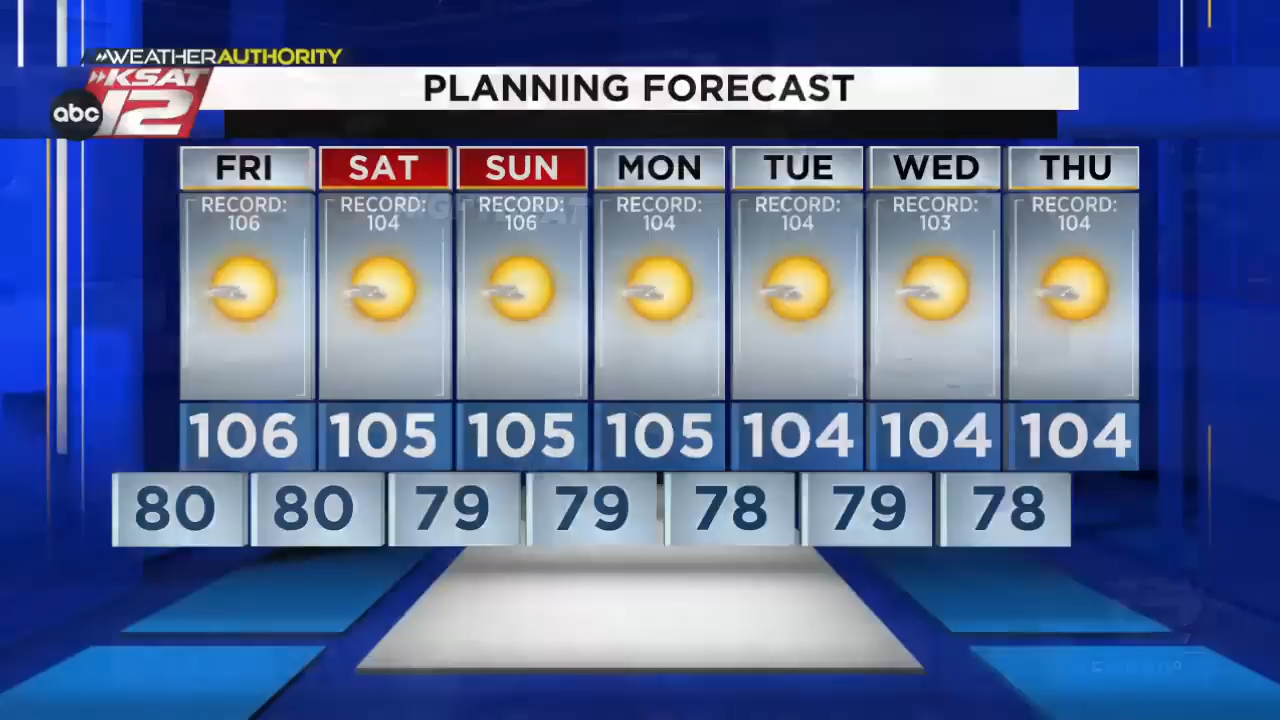 WEATHERAUTHORITY
KSAT
abc 12
PLANNING FORECAST
FRI SAT SUN MON TUE WED THU
RECORD: RECORD: RECORD: RECORD: RECORD: RECORD: RECORD:
106 104 106 104 104 103 104
106 105 105 105 104 104 104
80 80 79 79 78 79 78